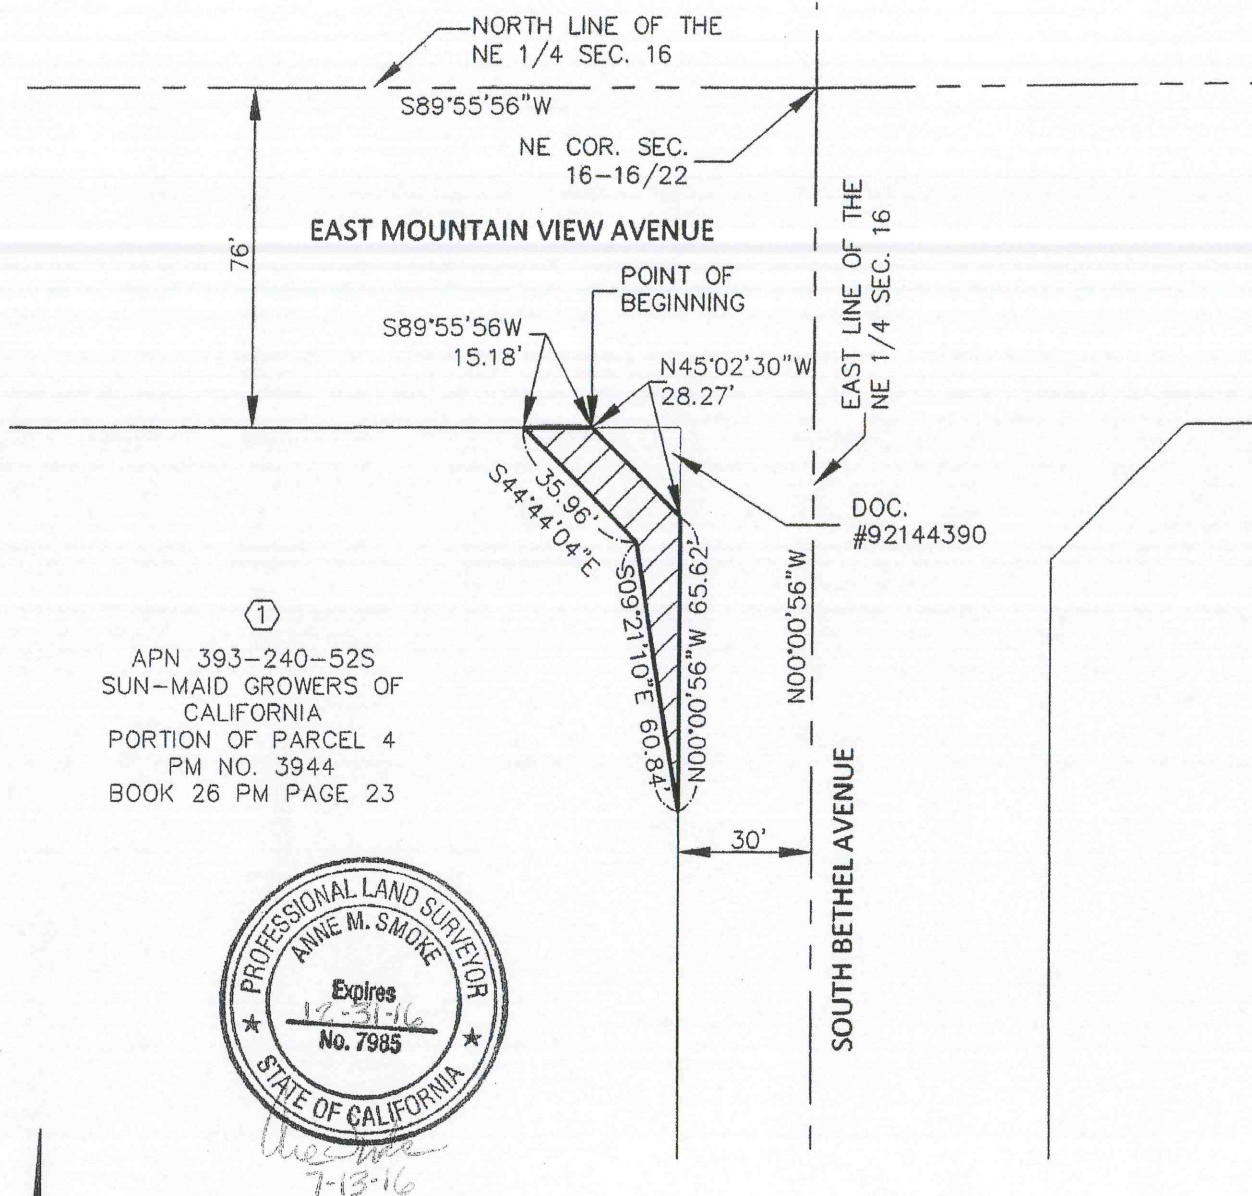 NORTH LINE OF THE
NE 1/4 SEC. 16
S89°55'56"W
NE COR. SEC.
16-16/22
76'
EAST MOUNTAIN VIEW AVENUE
EAST LINE OF THE
NE 1/4 SEC. 16
POINT OF
BEGINNING
S89°55'56W
15.18'
N45°02'30"W
28.27'
35.96'
S44°44'04"E
DOC.
#92144390
S09°21'10"E 60.84'
N00°00'56"W 65.62'
N00°00'56"W
1
APN 393-240-52S
SUN-MAID GROWERS OF
CALIFORNIA
PORTION OF PARCEL 4
PM NO. 3944
BOOK 26 PM PAGE 23
30'
SOUTH BETHEL AVENUE
PROFESSIONAL LAND SURVEYOR
ANNE M. SMOKE
Expires
12-31-16
No. 7985
STATE OF CALIFORNIA
7-13-16